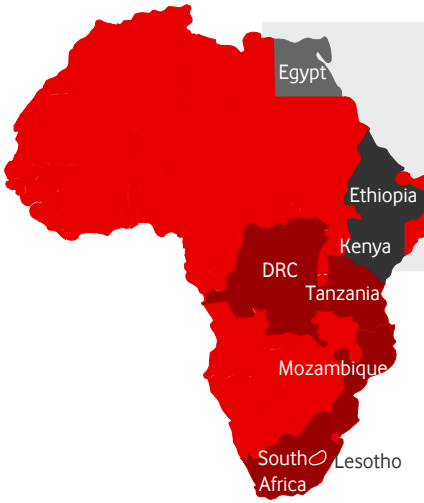 Egypt
Ethiopia
Kenya
DRC
Tanzania
Mozambique
South
Africa
Lesotho